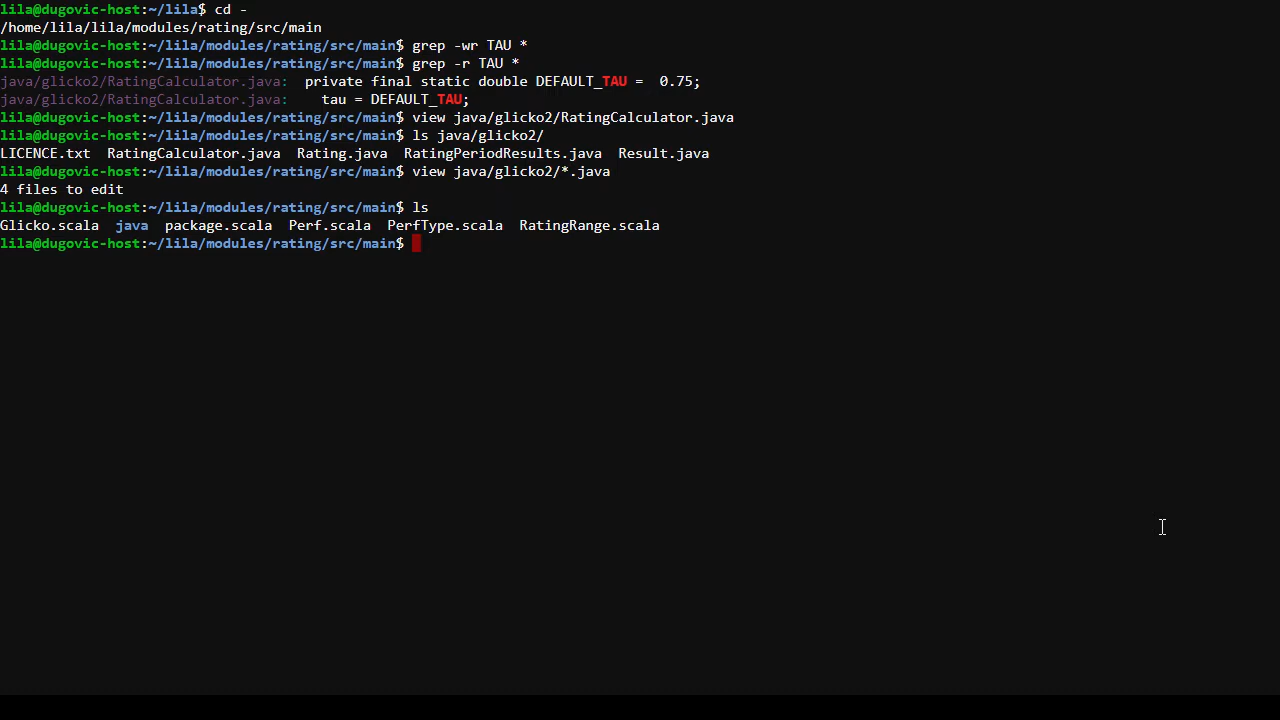 lila@dugovic-host:~/lila$ cd -
/home/lila/lila/modules/rating/src/main
lila@dugovic-host:~/lila/modules/rating/src/main$ grep -wr TAU *
lila@dugovic-host:~/lila/modules/rating/src/main$ grep -r TAU *
java/glicko2/RatingCalculator.java:  private final static double DEFAULT_TAU =  0.75;
java/glicko2/RatingCalculator.java:    tau = DEFAULT_TAU;
lila@dugovic-host:~/lila/modules/rating/src/main$ view java/glicko2/RatingCalculator.java
lila@dugovic-host:~/lila/modules/rating/src/main$ ls java/glicko2/
LICENCE.txt  RatingCalculator.java  Rating.java  RatingPeriodResults.java  Result.java
lila@dugovic-host:~/lila/modules/rating/src/main$ view java/glicko2/*.java
4 files to edit
lila@dugovic-host:~/lila/modules/rating/src/main$ ls
Glicko.scala  java  package.scala  Perf.scala  PerfType.scala  RatingRange.scala
lila@dugovic-host:~/lila/modules/rating/src/main$